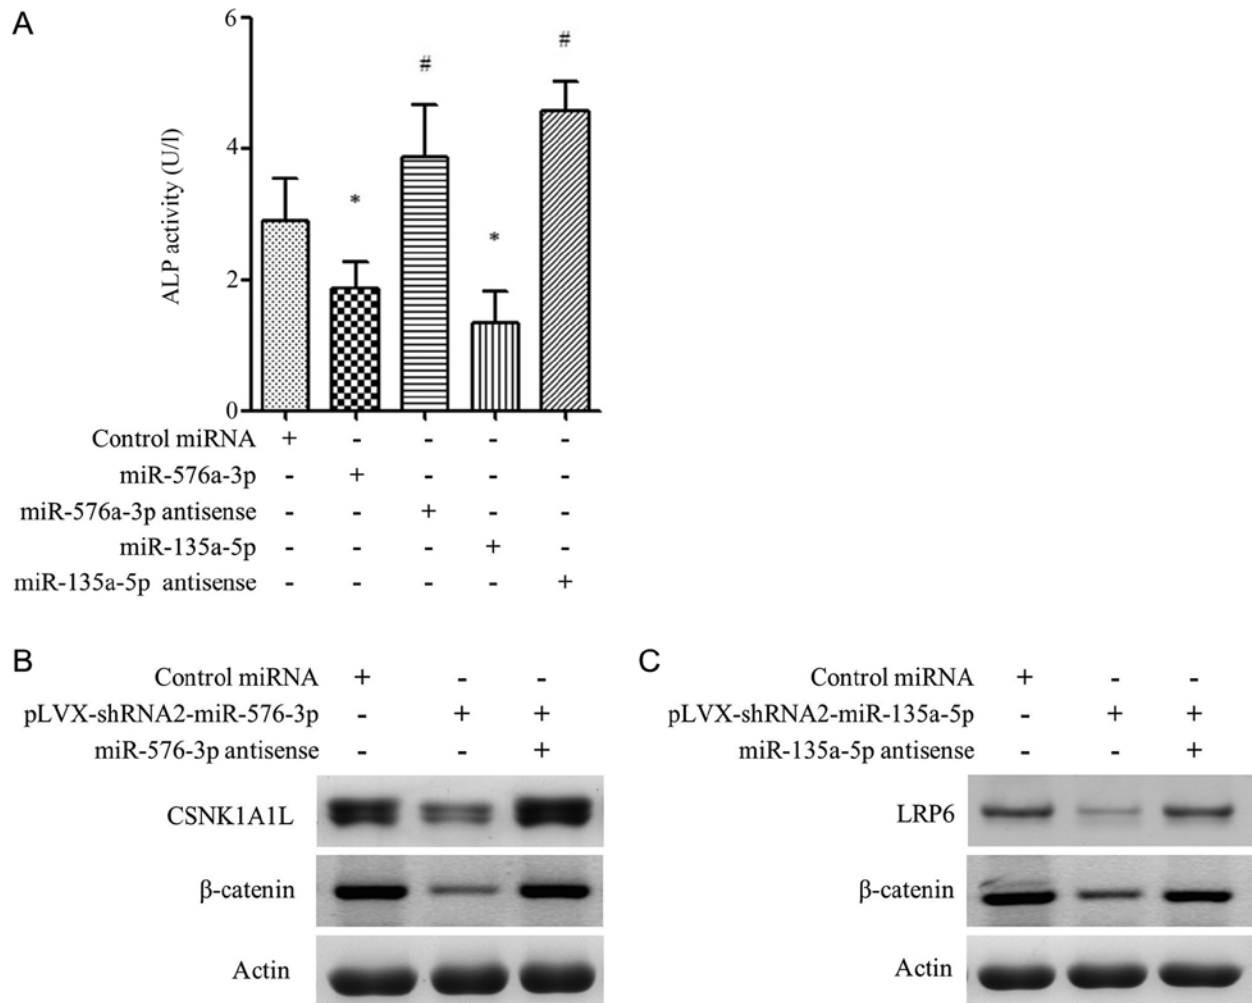 A
6
4
2
0
ALP activity (U/l)
*
#
*
#
Control miRNA + - - - -
miR-576a-3p - + - - -
miR-576a-3p antisense - - + - -
miR-135a-5p - - - + -
miR-135a-5p antisense - - - - +
B
Control miRNA + - -
pLVX-shRNA2-miR-576-3p - + +
miR-576-3p antisense - - +
CSNK1A1L
β-catenin
Actin
C
Control miRNA + - -
pLVX-shRNA2-miR-135a-5p - + +
miR-135a-5p antisense - - +
LRP6
β-catenin
Actin